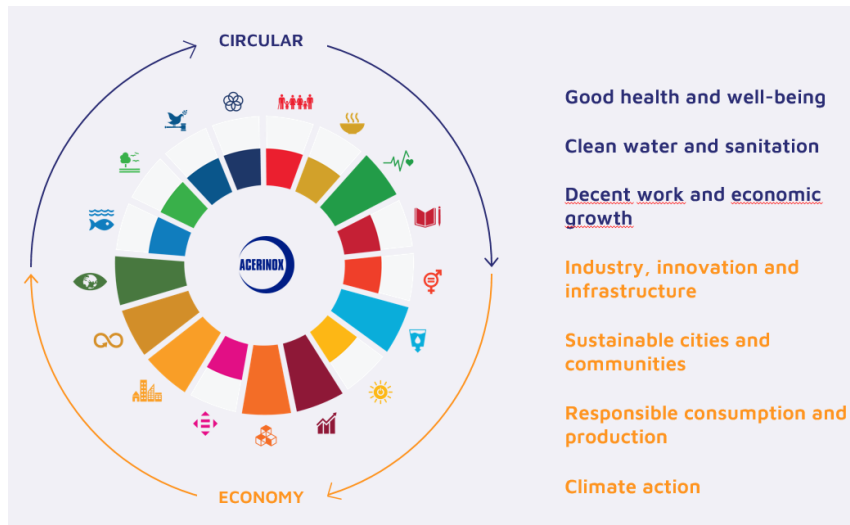 CIRCULAR
ACERINOX
ECONOMY
Good health and well-being
Clean water and sanitation
Decent work and economic
growth
Industry, innovation and
infrastructure
Sustainable cities and
communities
Responsible consumption and
production
Climate action